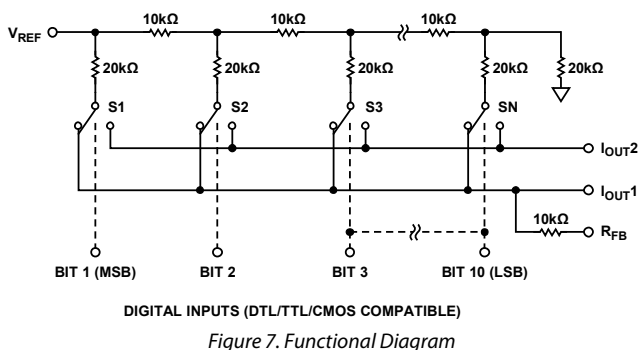 10kΩ 10kΩ 10kΩ
VREF
20kΩ 20kΩ 20kΩ 20kΩ 20kΩ
S1 S2 S3 SN
IOUT2
IOUT1
10kΩ
RFB
BIT 1 (MSB) BIT 2 BIT 3 BIT 10 (LSB)
DIGITAL INPUTS (DTL/TTL/CMOS COMPATIBLE)
Figure 7. Functional Diagram